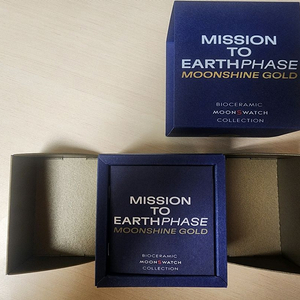 MISSION
TO
EARTHPHASE
MOONSHINE GOLD
BIOCERAMIC
MOONSWATCH
COLLECTION
MISSION
TO
EARTHPHASE
MOONSHINE GOLD
BIOCERAMIC
MOONSWATCH
COLLECTION